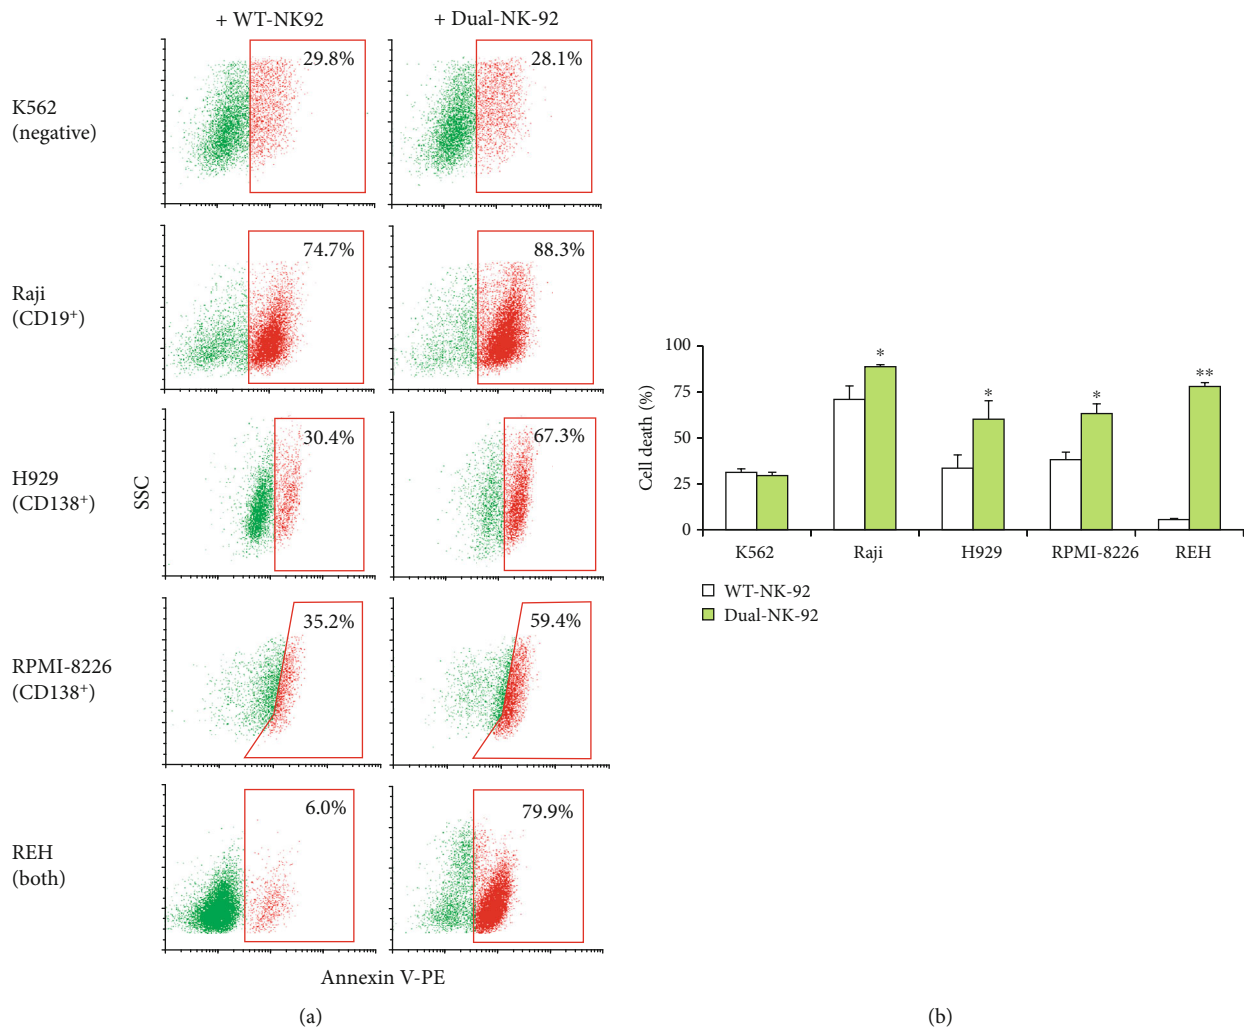 + WT-NK92
+ Dual-NK-92
K562
(negative)
29.8%
28.1%
Raji
(CD19⁺)
74.7%
88.3%
H929
(CD138⁺)
30.4%
67.3%
SSC
RPMI-8226
(CD138⁺)
35.2%
59.4%
REH
(both)
6.0%
79.9%
Annexin V-PE
(a)
Cell death (%)
100
75
50
25
0
*
*
*
**
K562
Raji
H929
RPMI-8226
REH
WT-NK-92
Dual-NK-92
(b)